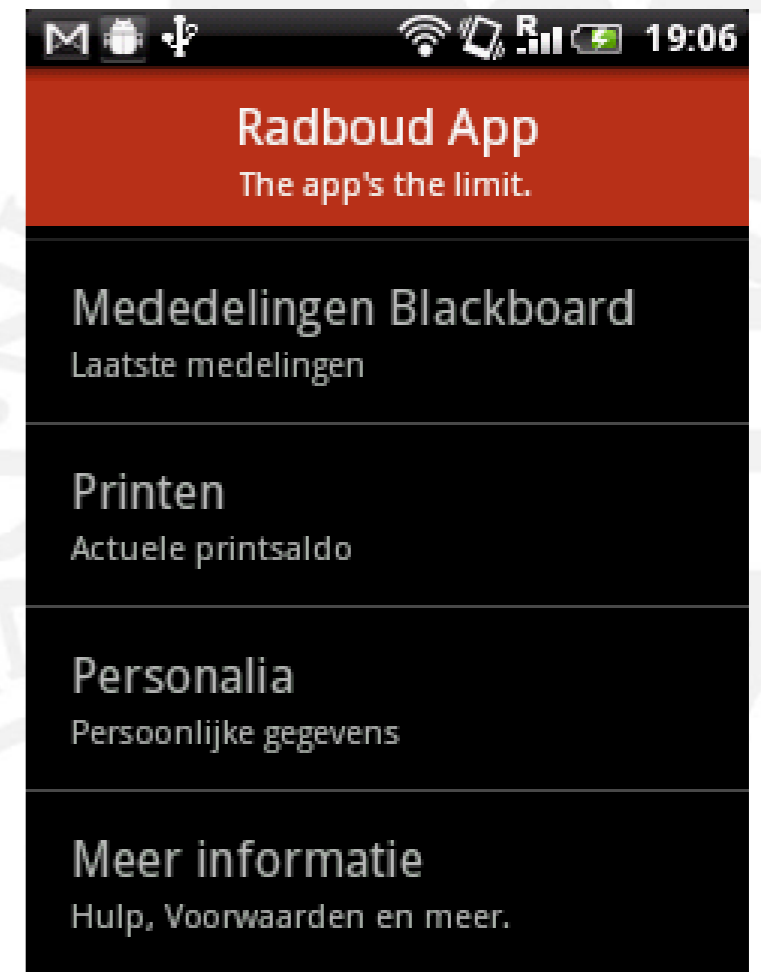 R 19:06
Radboud App
The app's the limit.
Mededelingen Blackboard
Laatste medelingen
Printen
Actuele printsaldo
Personalia
Persoonlijke gegevens
Meer informatie
Hulp, Voorwaarden en meer.